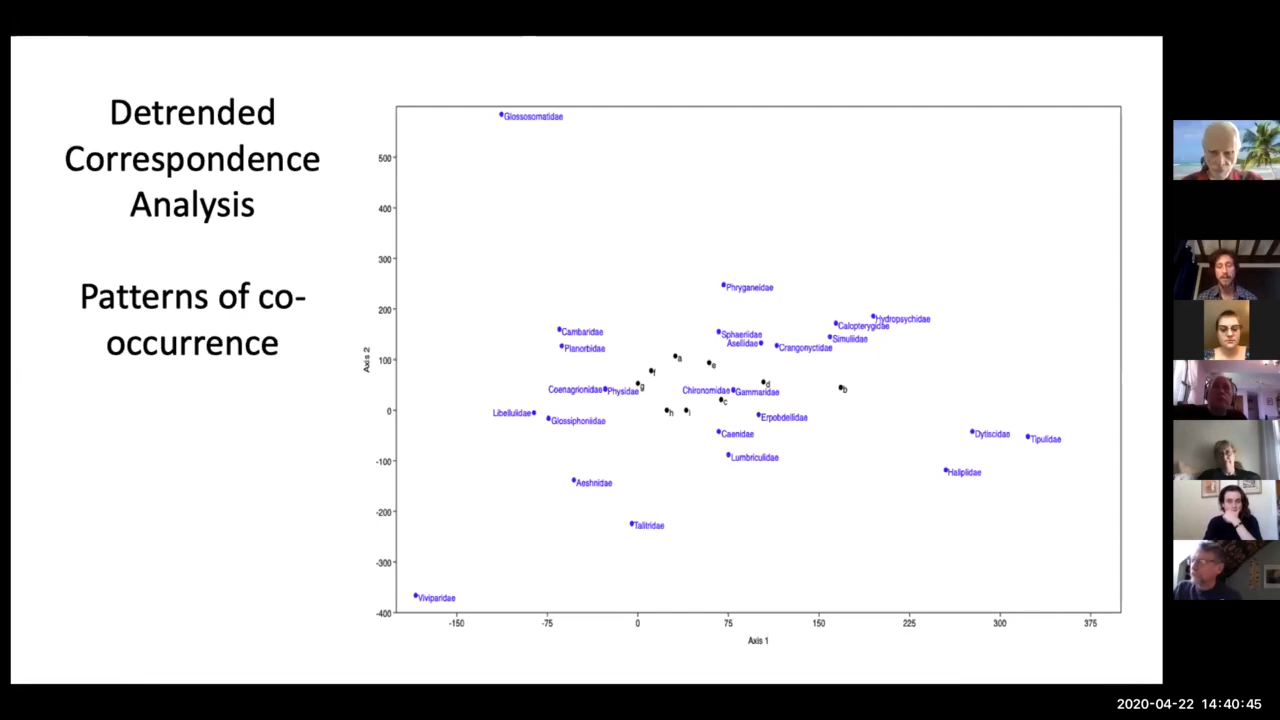 Detrended
Correspondence
Analysis
Patterns of co-
occurrence
Glossosomatidae
500
400
300
Phryganeidae
200
Hydropsychidae
Calopterygidae
Cambaridae
Sphaeriidae
Simuliidae
Asellidae
Crangonyctidae
Planorbidae
Axis 2
100
a
e
f
d
g
b
Coenagrionidae
Physidae
Chironomidae
Gammaridae
c
0
Libellulidae
h
i
Erpobdellidae
Glossiphoniidae
Caenidae
Dytiscidae
Tipulidae
-100
Lumbriculidae
Haliplidae
Aeshnidae
-200
Talitridae
-300
Viviparidae
-400
-150 -75 0 75 150 225 300 375
Axis 1
2020-04-22 14:40:45